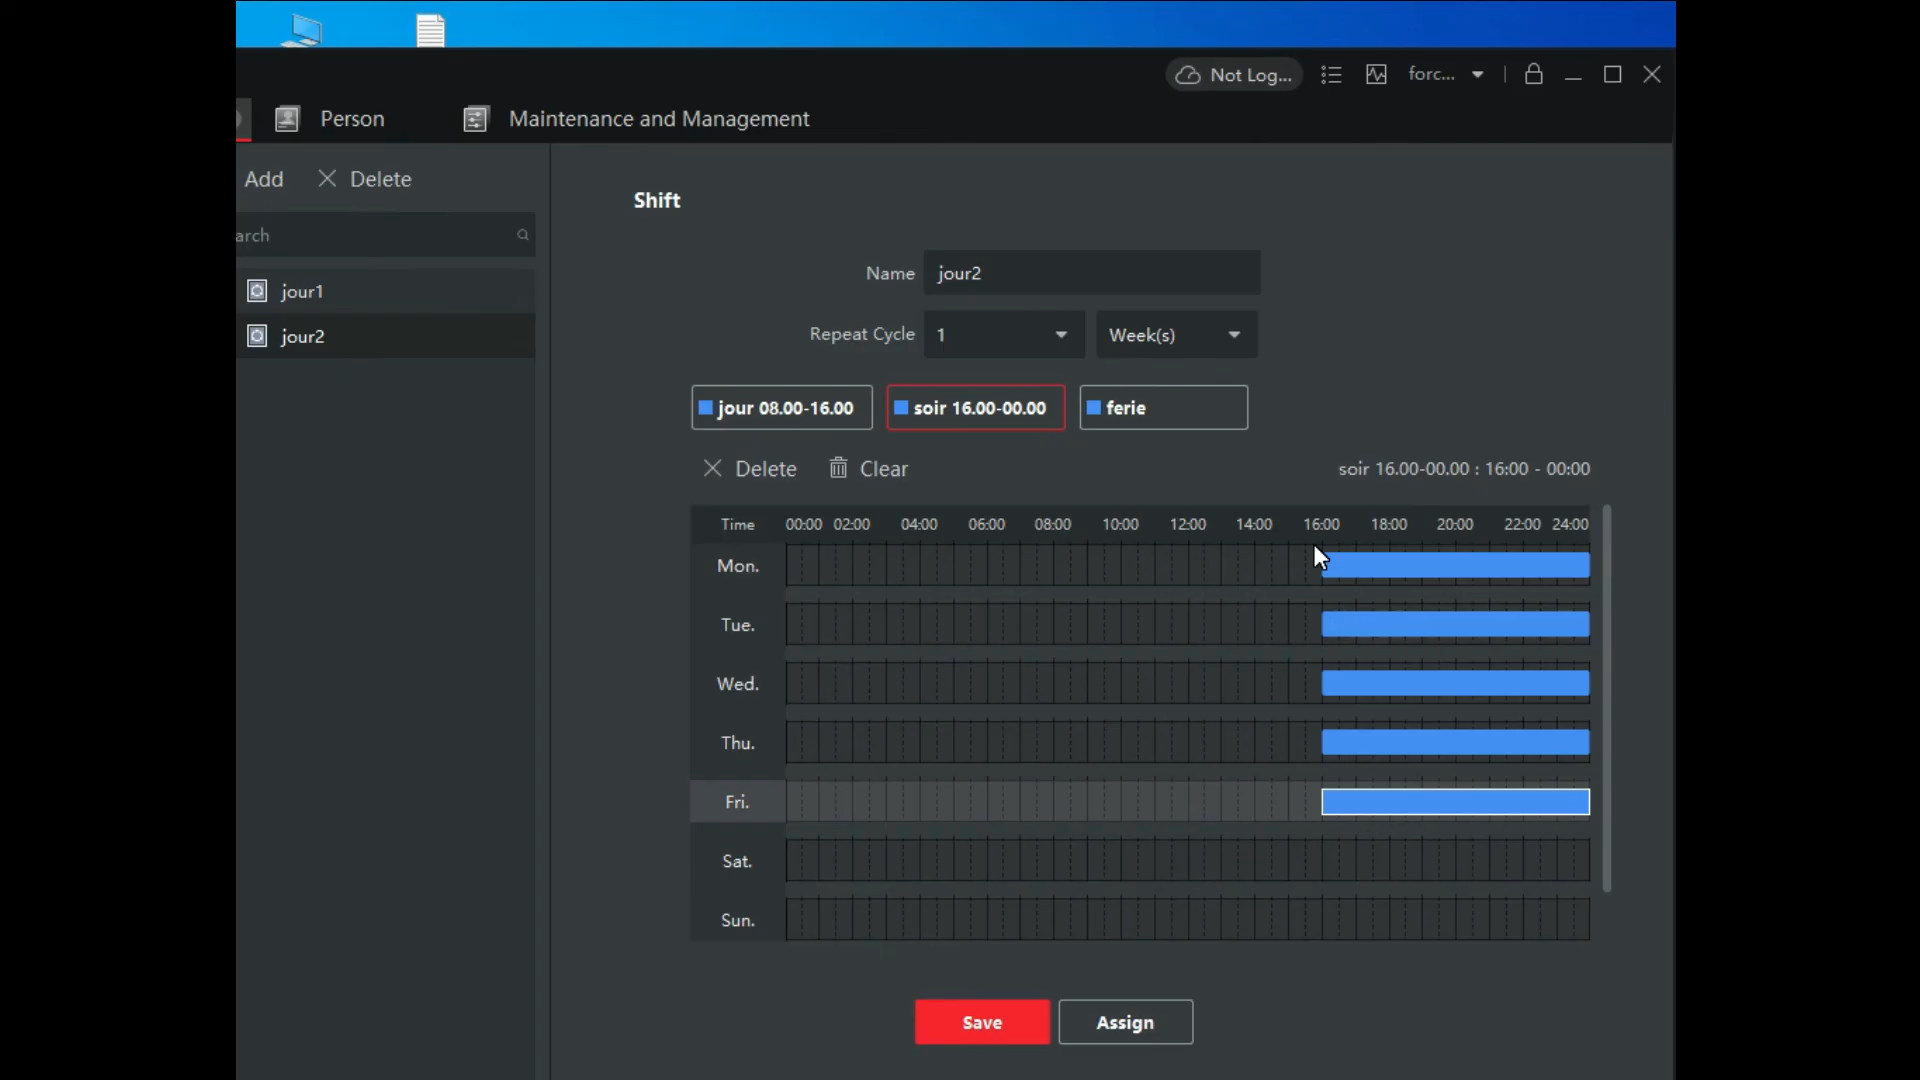 Not Log...
forc...
Person
Maintenance and Management
Add
Delete
arch
jour1
jour2
Shift
Name
jour2
Repeat Cycle
1
Week(s)
jour 08.00-16.00
soir 16.00-00.00
ferie
Delete
Clear
soir 16.00-00.00 : 16:00 - 00:00
Time 00:00 02:00 04:00 06:00 08:00 10:00 12:00 14:00 16:00 18:00 20:00 22:00 24:00
Mon.
Tue.
Wed.
Thu.
Fri.
Sat.
Sun.
Save
Assign